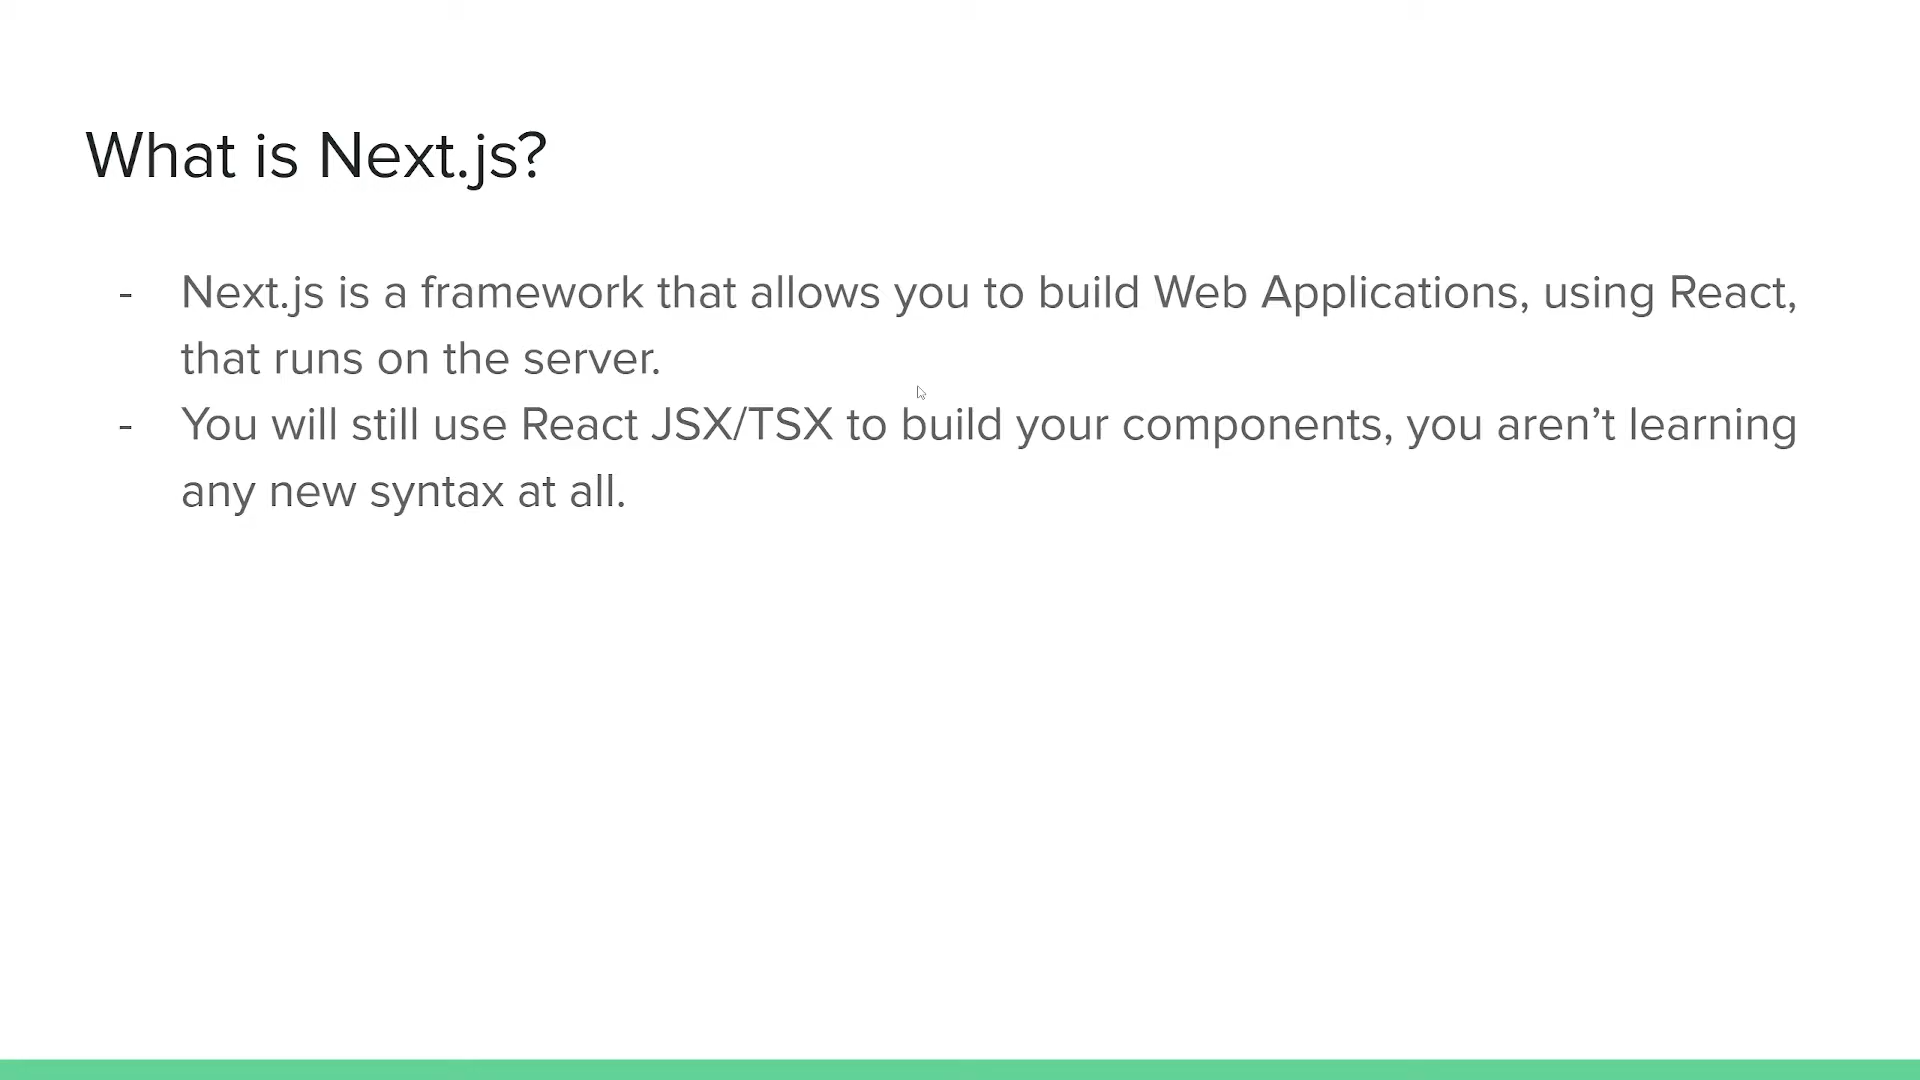 What is Next.js?
- Next.js is a framework that allows you to build Web Applications, using React,
that runs on the server.
- You will still use React JSX/TSX to build your components, you aren’t learning
any new syntax at all.